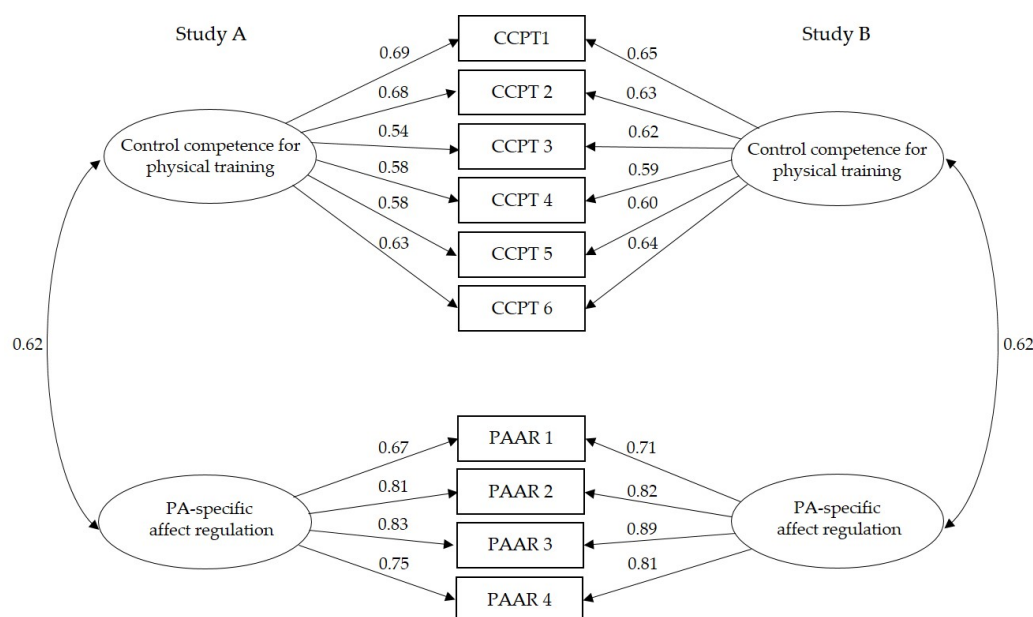 Study A
Study B
CCPT1
0.69
0.65
CCPT 2
0.68
0.63
Control competence for
physical training
0.54
CCPT 3
0.62
Control competence for
physical training
0.58
CCPT 4
0.59
0.58
CCPT 5
0.60
0.63
CCPT 6
0.64
0.62
0.62
PAAR 1
0.67
0.71
PA-specific
affect regulation
0.81
PAAR 2
0.82
PA-specific
affect regulation
0.83
PAAR 3
0.89
0.75
PAAR 4
0.81